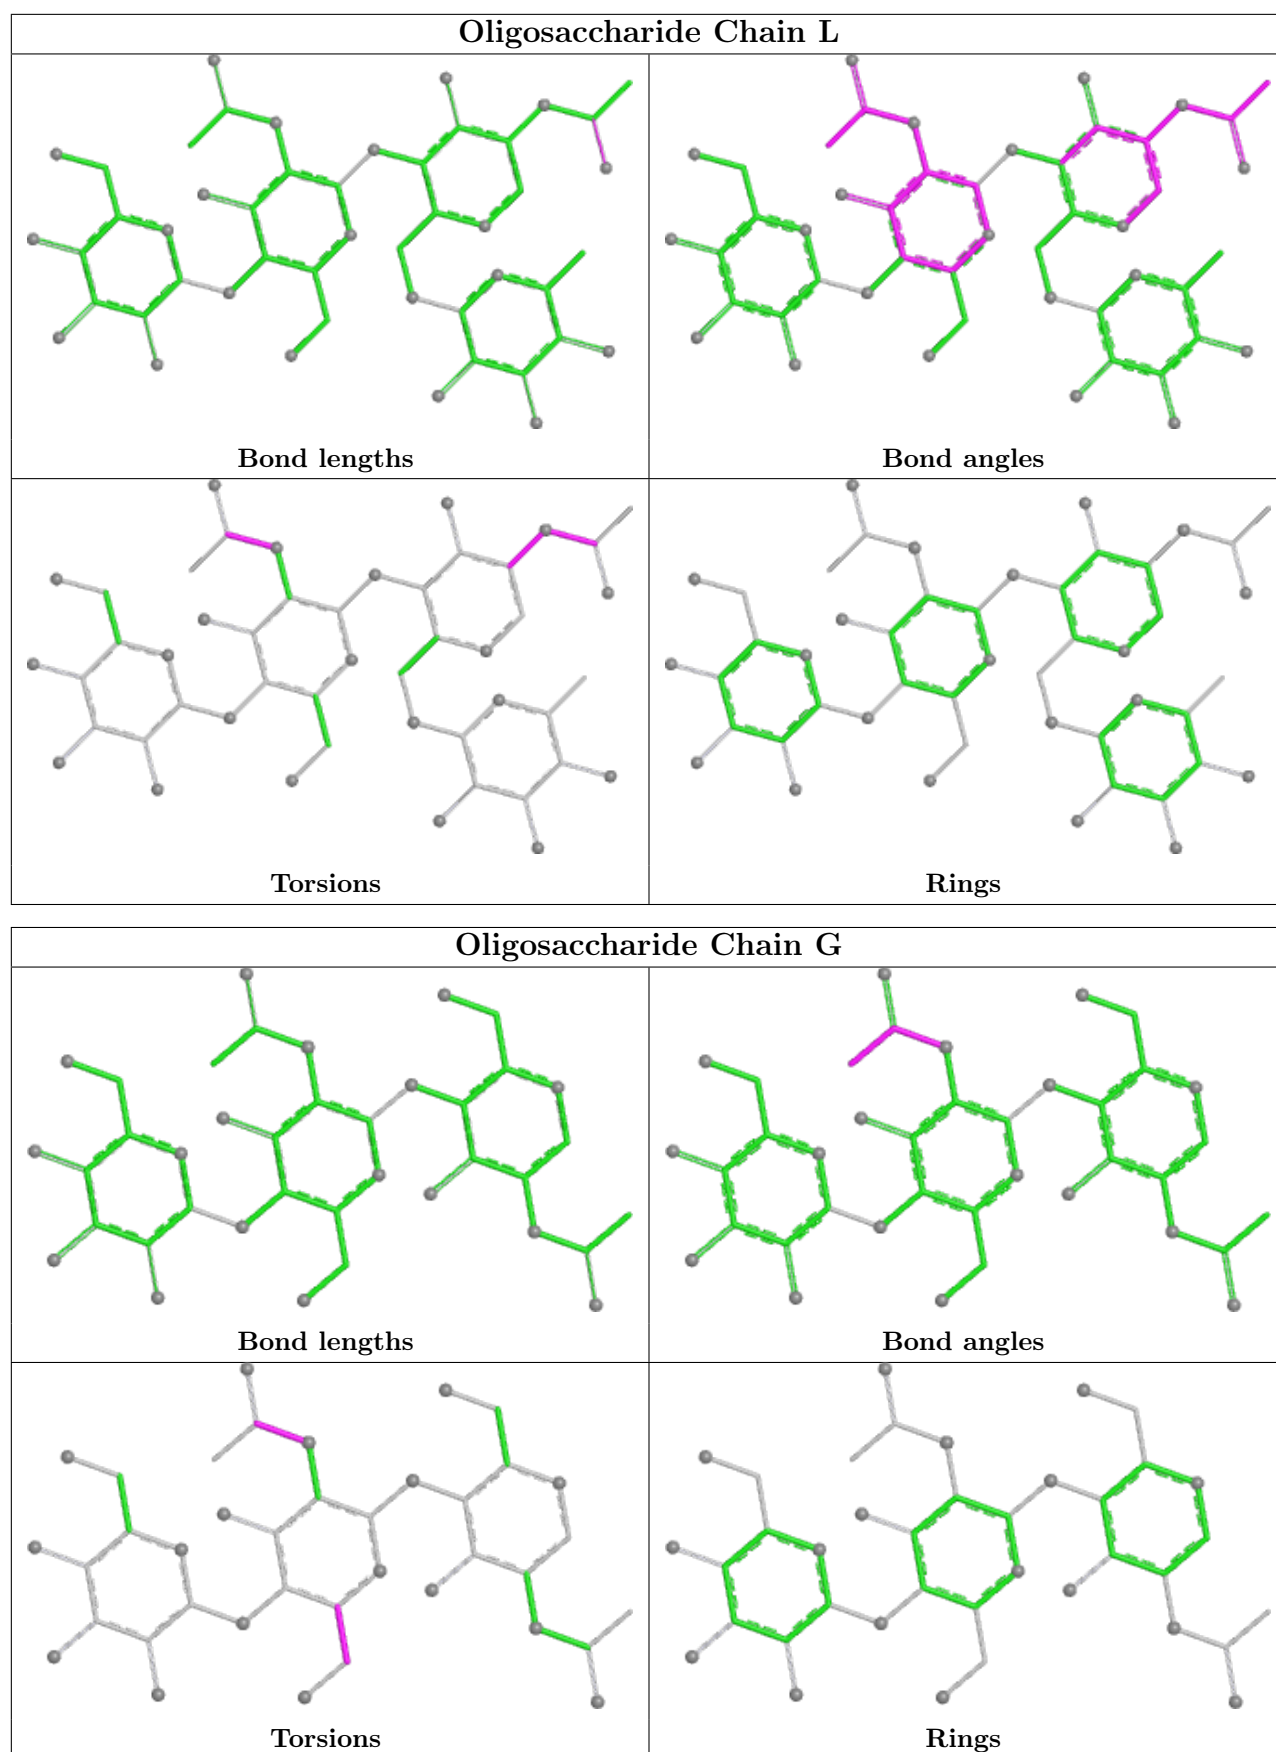 Oligosaccharide Chain L
Bond lengths
Bond angles
Torsions
Rings
Oligosaccharide Chain G
Bond lengths
Bond angles
Torsions
Rings